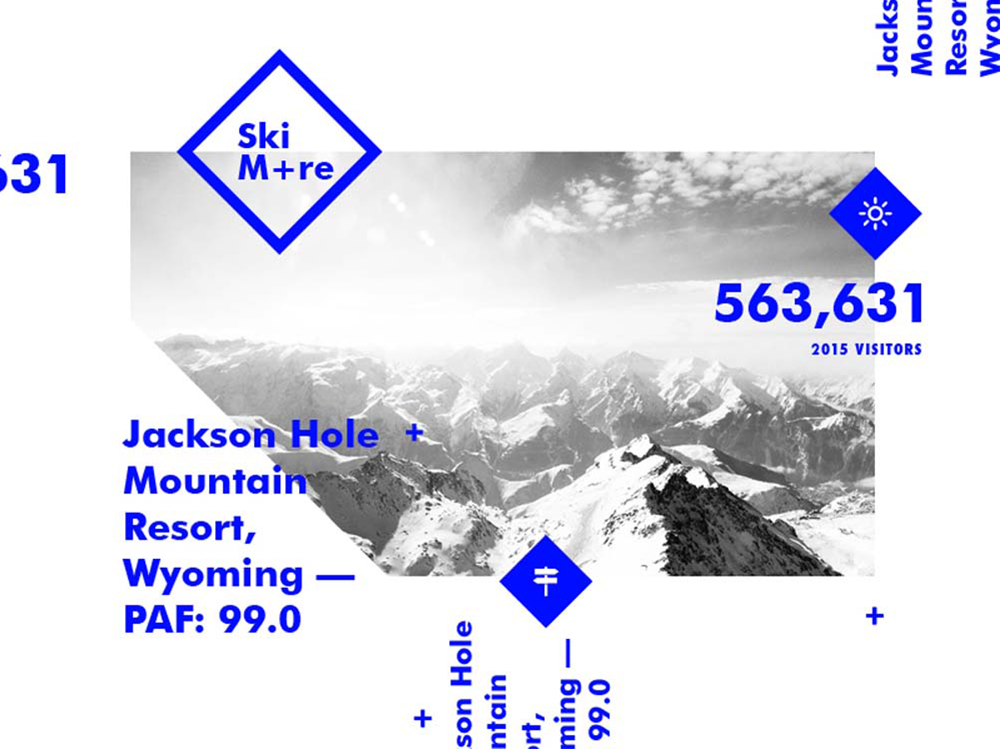 Jacks
Moun
Resor
Wyon
Ski
M+re
631
563,631
2015 VISITORS
Jackson Hole +
Mountain
Resort,
Wyoming —
PAF: 99.0
+
+
son Hole
ntain
rt,
ming —
99.0